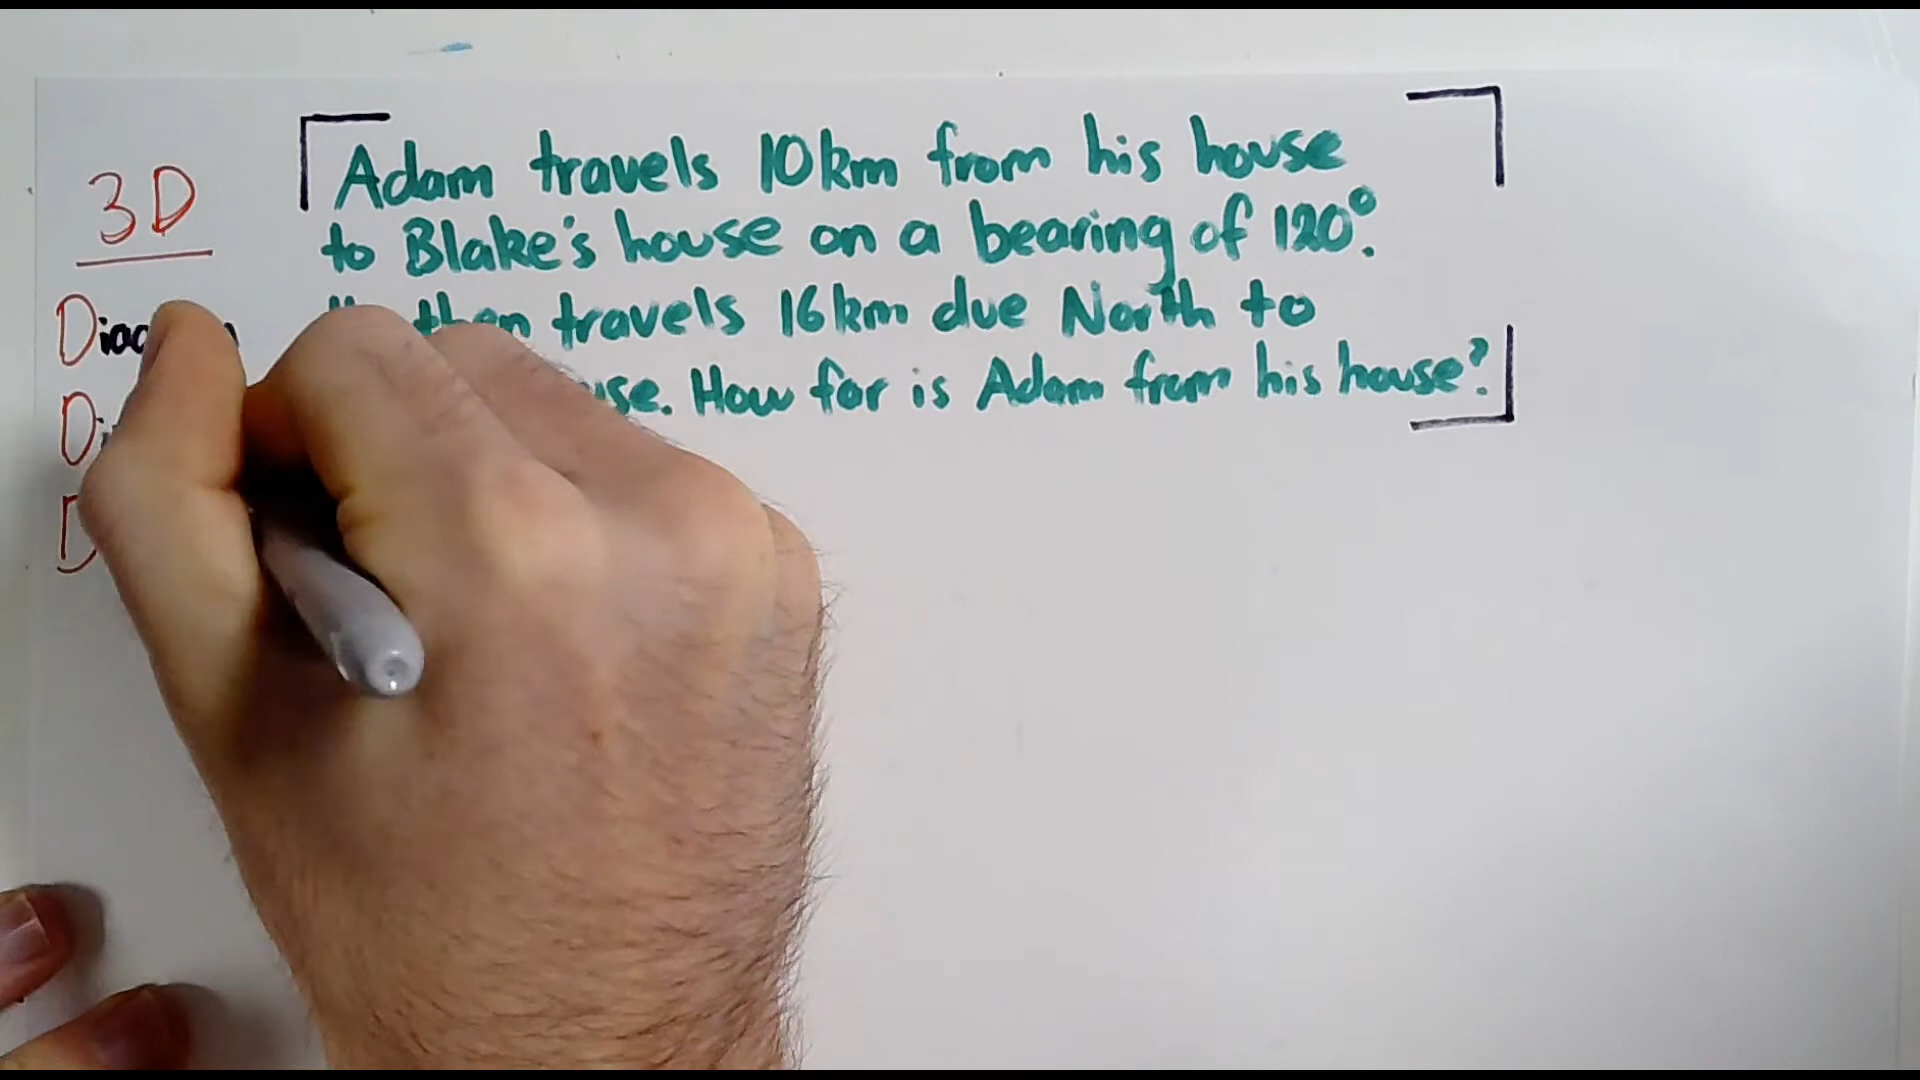 3D
Adam travels 10km from his house
to Blake's house on a bearing of 120°.
then travels 16km due North to
How far is Adam from his house?